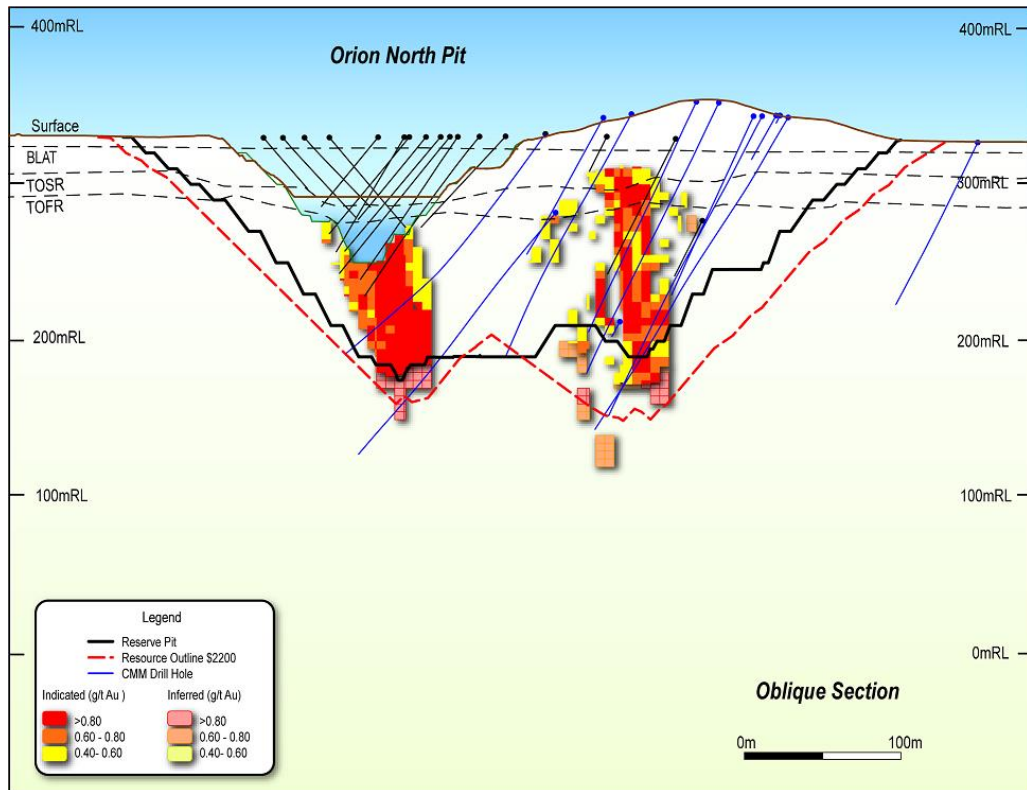 400mRL
400mRL
Orion North Pit
Surface
BLAT
TOSR
TOFR
300mRL
200mRL
200mRL
100mRL
100mRL
0mRL
Legend
Reserve Pit
Resource Outline $2200
CMM Drill Hole
Indicated (g/t Au )
Inferred (g/t Au)
>0.80
>0.80
0.60 - 0.80
0.60 - 0.80
0.40- 0.60
0.40- 0.60
Oblique Section
0m
100m